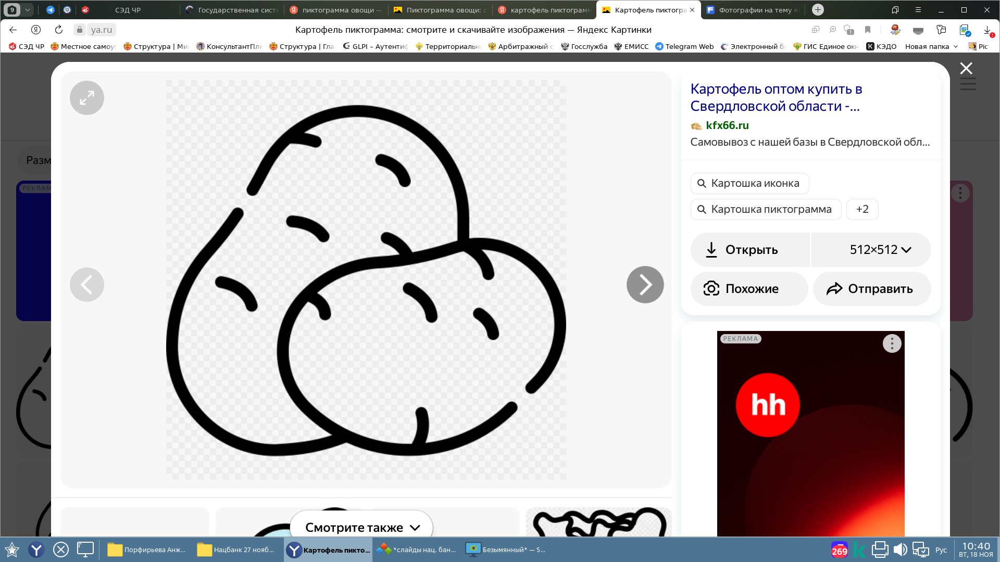 9
СЭД ЧР
Государственная систе
пиктограмма овощи —
Пиктограмма овощи: с
картофель пиктограмм
Картофель пиктогра
Фотографии на тему «
ya.ru
Картофель пиктограмма: смотрите и скачивайте изображения — Яндекс Картинки
1
СЭД ЧР
Местное самоуп
Структура | Ми
КонсультантПл
Структура | Гла
GLPI – Аутентиф
Территориальн
Арбитражный с
Госслужба
ЕМИСС
Telegram Web
Электронный б
ГИС Единое окн
КЭДО
Новая папка
Pic
Разм
РЕКЛАМ
Картофель оптом купить в
Свердловской области -...
kfx66.ru
Самовывоз с нашей базы в Свердловской обл...
Картошка иконка
Картошка пиктограмма
+2
Открыть
512×512
Похожие
Отправить
РЕКЛАМА
hh
Смотрите также
Порфирьева Анж...
Нацбанк 27 нояб...
Картофель пикто...
*слайды нац. бан...
Безымянный* — S...
269
Рус
10:40
ВТ, 18 НОЯ